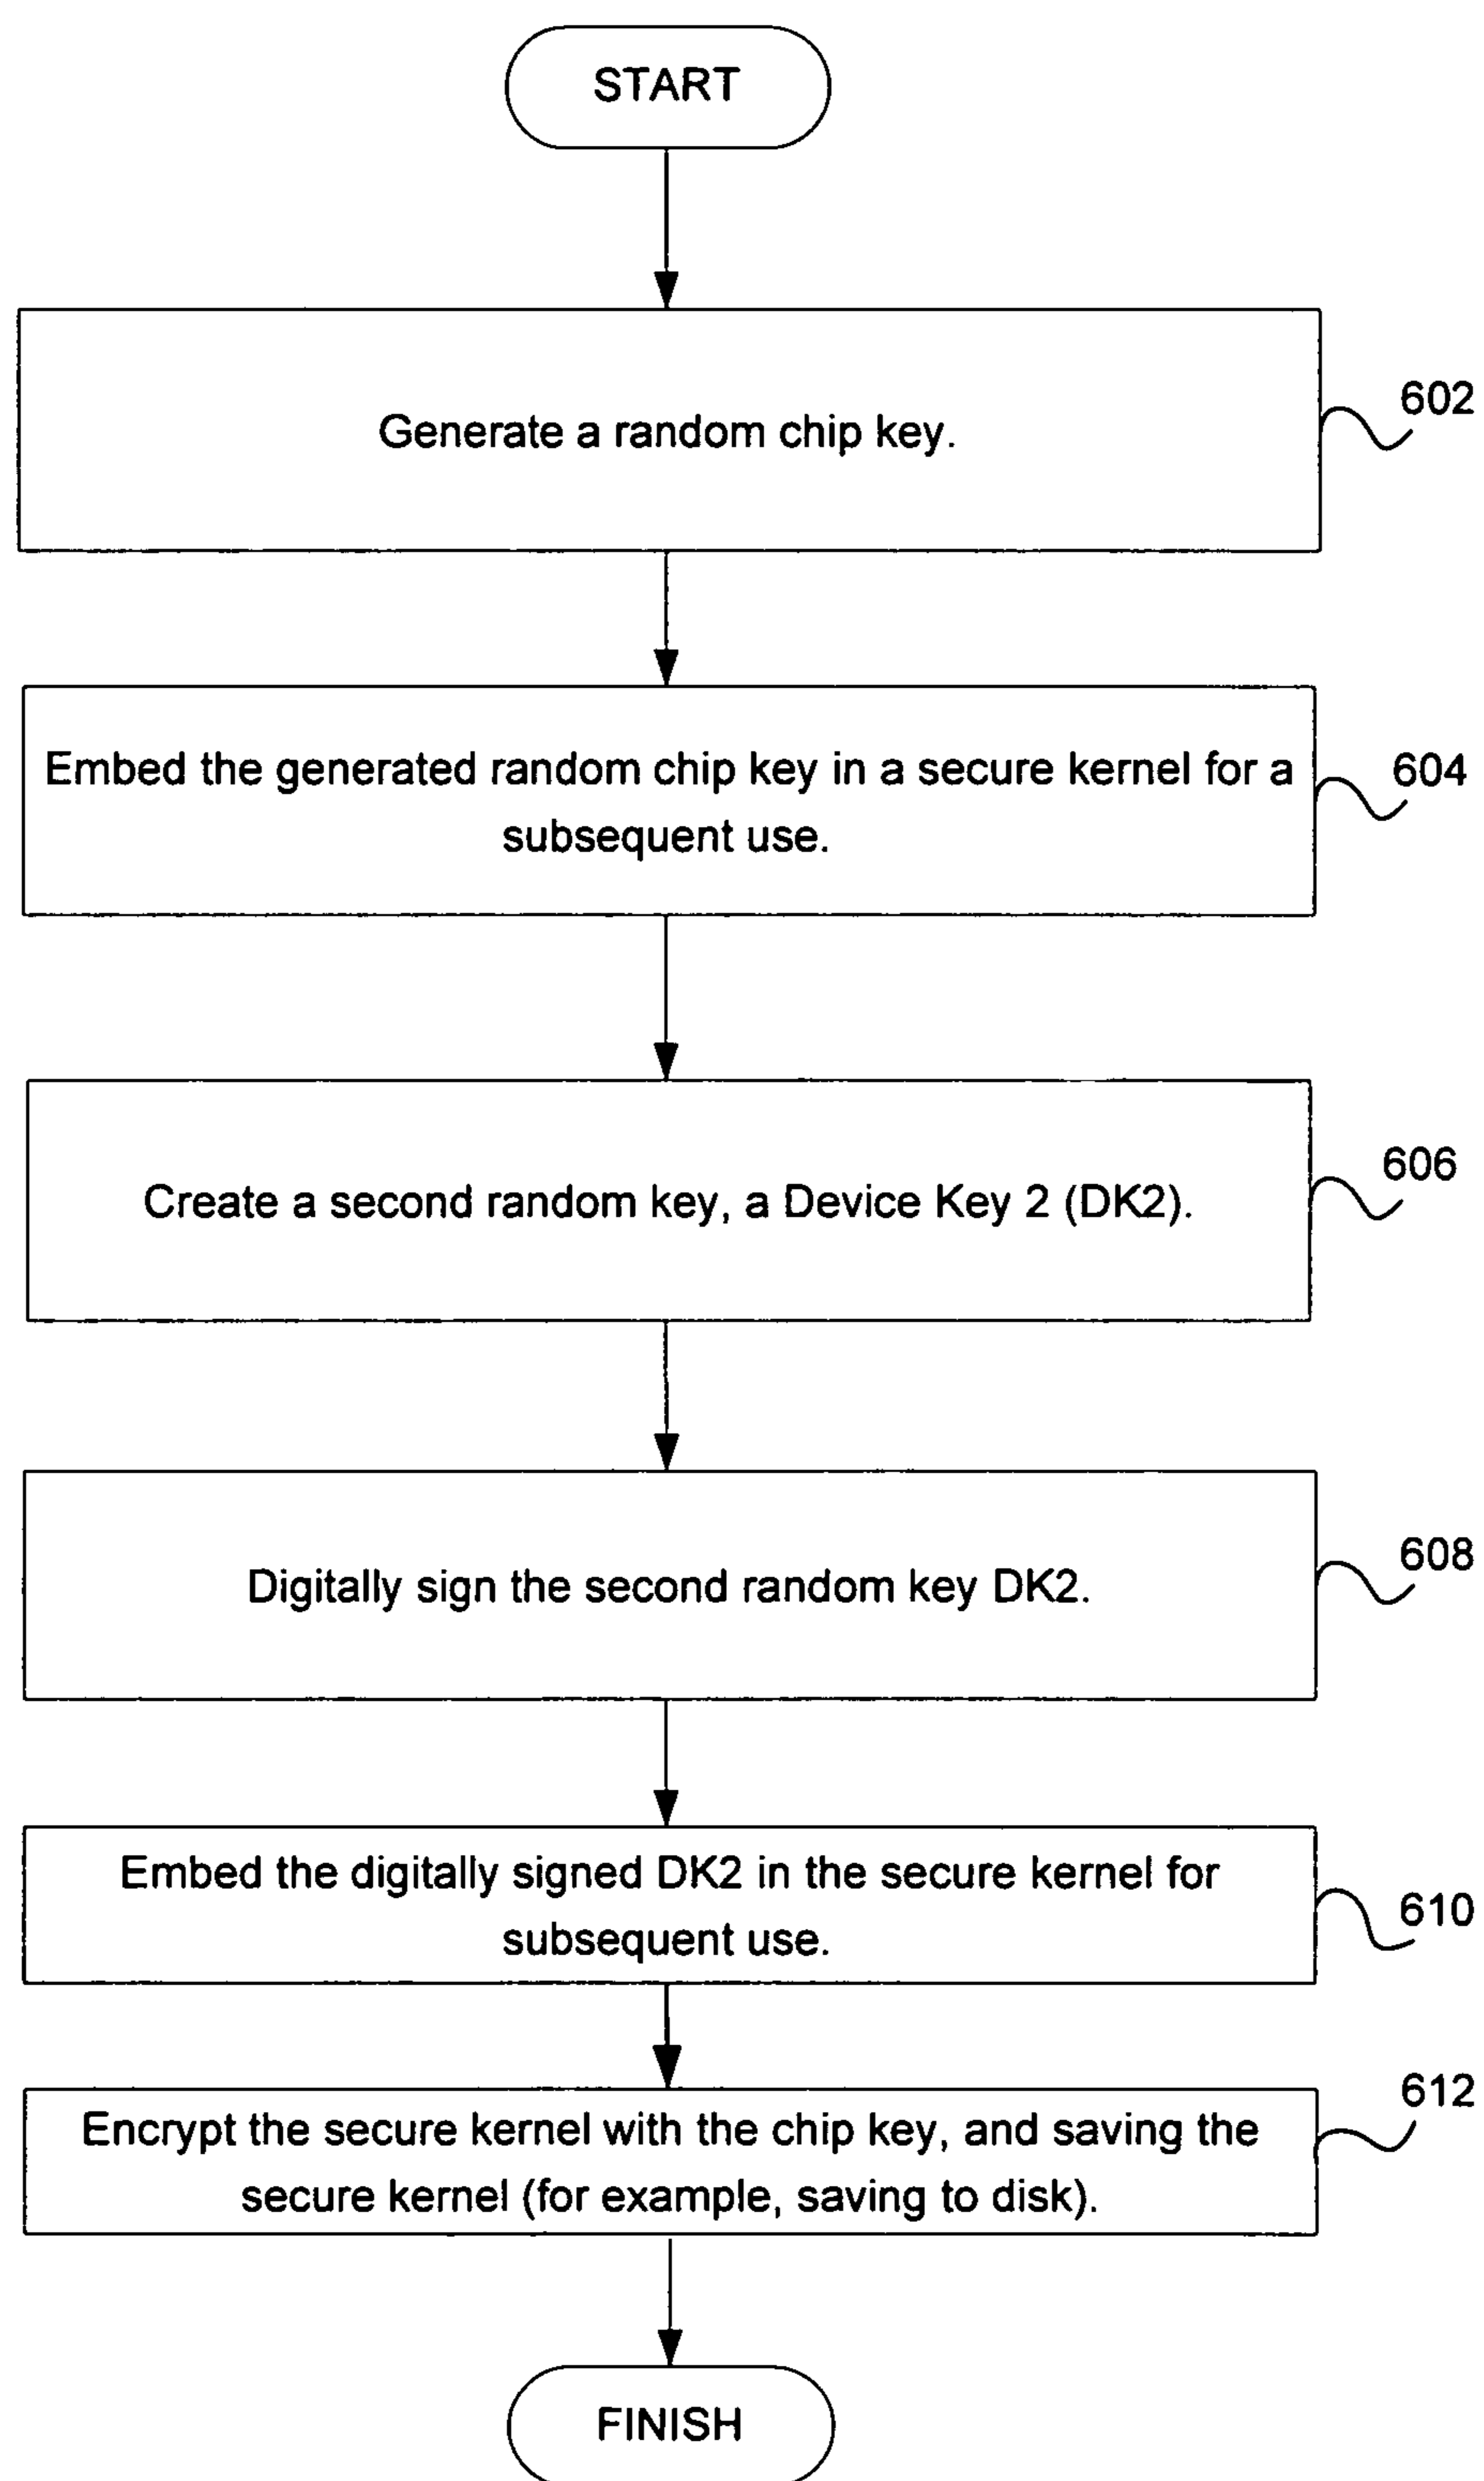 START
Generate a random chip key.
602
Embed the generated random chip key in a secure kernel for a
subsequent use.
604
Create a second random key, a Device Key 2 (DK2).
606
Digitally sign the second random key DK2.
608
Embed the digitally signed DK2 in the secure kernel for
subsequent use.
610
Encrypt the secure kernel with the chip key, and saving the
secure kernel (for example, saving to disk).
612
FINISH